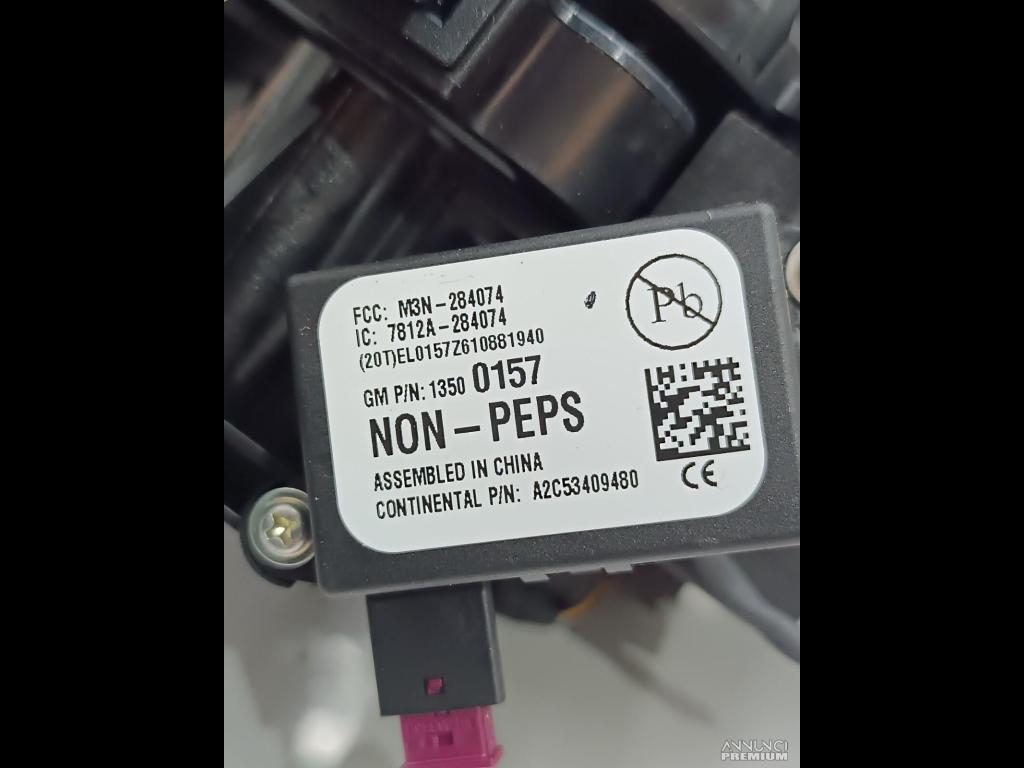 FCC: M3N-284074
IC: 7812A-284074
(20T)EL0157Z610881940
GM P/N: 1350 0157
NON-PEPS
ASSEMBLED IN CHINA
CONTINENTAL P/N: A2C53409480
Pb
CE
ANNUNCI
PREMIUM